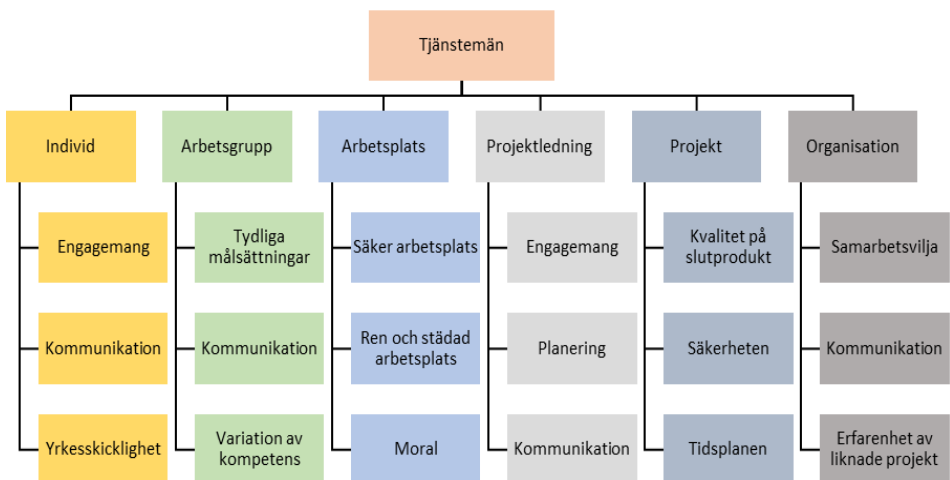 Tjänstemän
Individ
Arbetsgrupp
Arbetsplats
Projektledning
Projekt
Organisation
Engagemang
Tydliga
målsättningar
Säker arbetsplats
Engagemang
Kvalitet på
slutprodukt
Samarbetsvilja
Kommunikation
Kommunikation
Ren och städad
arbetsplats
Planering
Säkerheten
Kommunikation
Yrkesskicklighet
Variation av
kompetens
Moral
Kommunikation
Tidsplanen
Erfarenhet av
liknade projekt